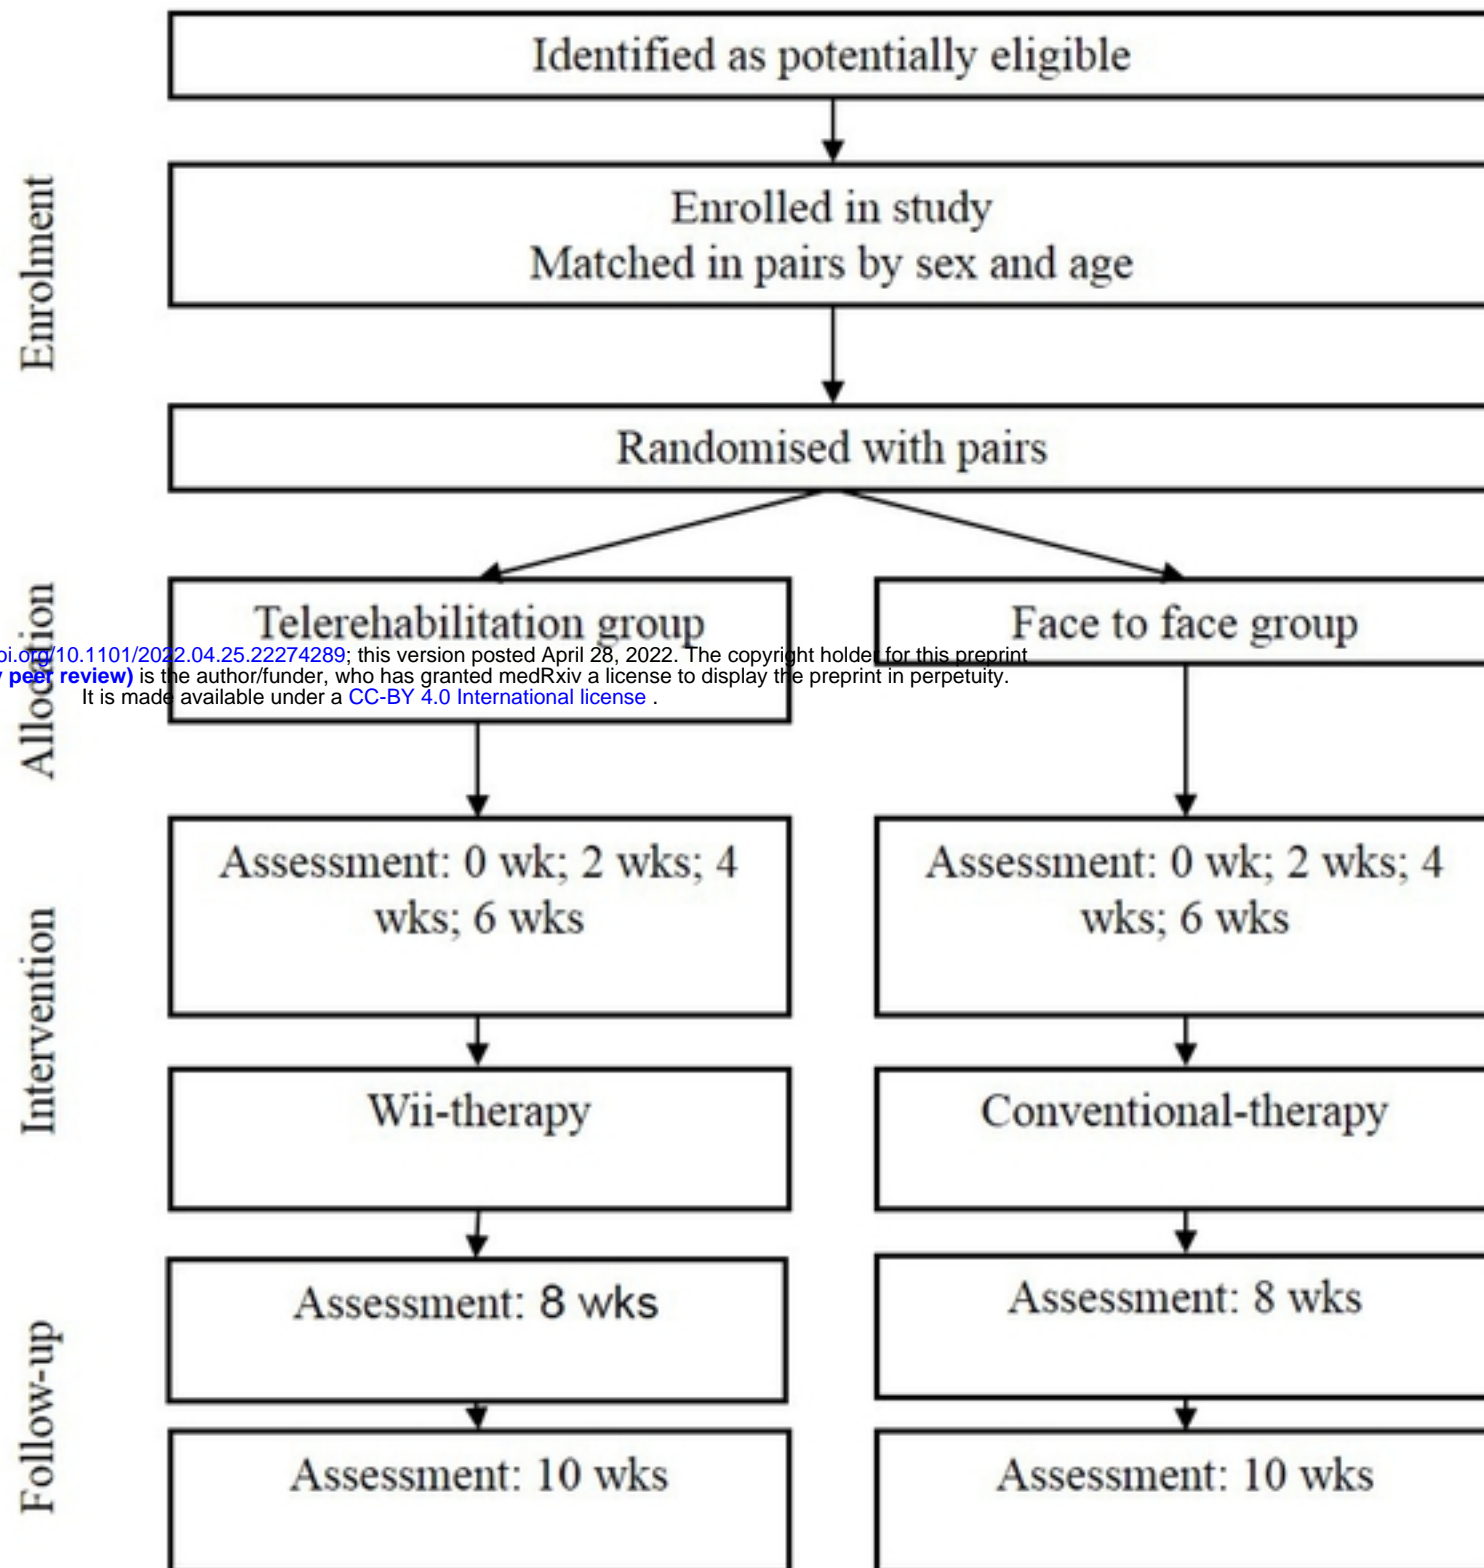 Identified as potentially eligible
Enrolment
Enrolled in study
Matched in pairs by sex and age
Randomised with pairs
Allocation
Telerehabilitation group
Face to face group
oi.org/10.1101/2022.04.25.22274289; this version posted April 28, 2022. The copyright holder for this preprint
peer review) is the author/funder, who has granted medRxiv a license to display the preprint in perpetuity.
It is made available under a CC-BY 4.0 International license .
Intervention
Assessment: 0 wk; 2 wks; 4
wks; 6 wks
Assessment: 0 wk; 2 wks; 4
wks; 6 wks
Wii-therapy
Conventional-therapy
Follow-up
Assessment: 8 wks
Assessment: 8 wks
Assessment: 10 wks
Assessment: 10 wks